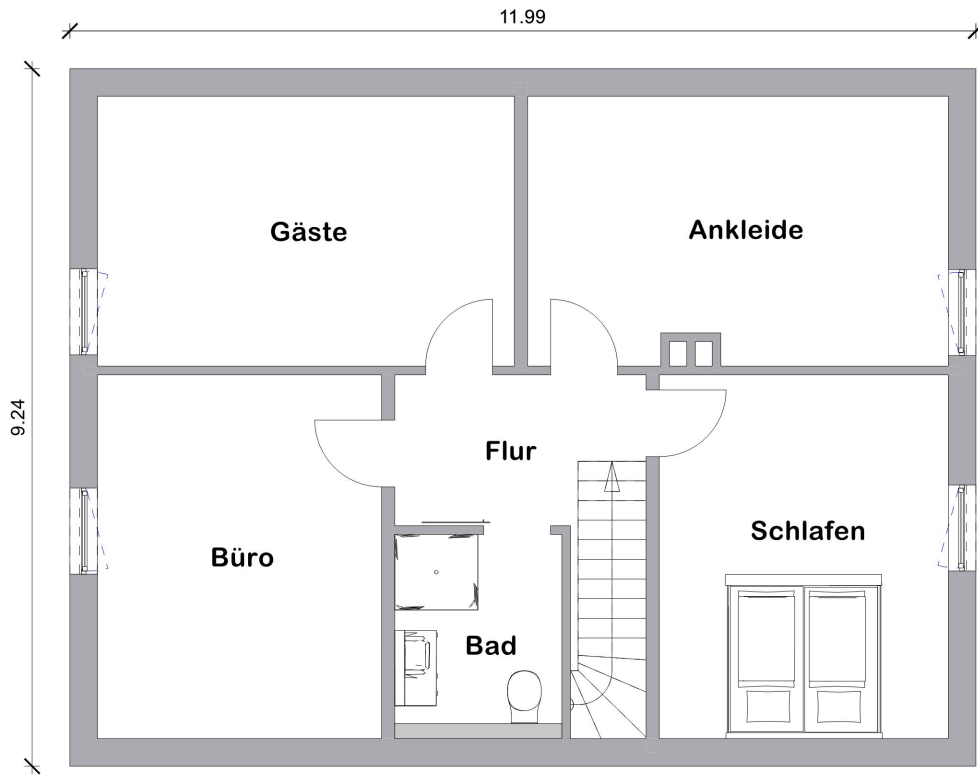 11.99
Gäste
Ankleide
9.24
Flur
Schlafen
Büro
Bad